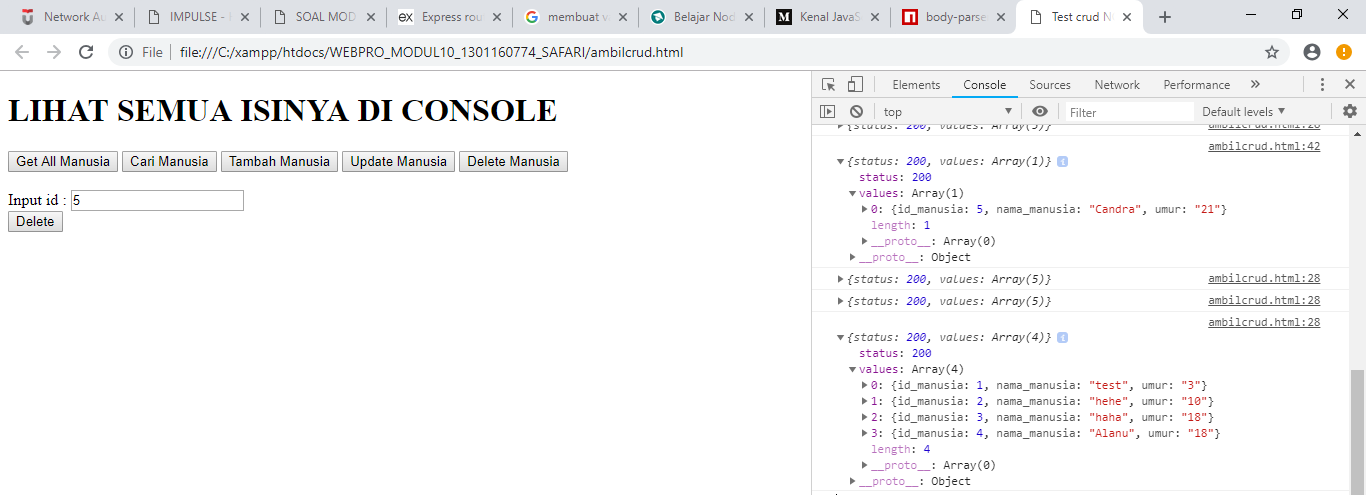 Network Au
IMPULSE - I
SOAL MOD
Express rou
membuat v
Belajar Nod
Kenal JavaS
body-parse
Test crud N
File file:///C:/xampp/htdocs/WEBPRO_MODUL10_1301160774_SAFARI/ambilcrud.html
LIHAT SEMUA ISINYA DI CONSOLE
Get All Manusia Cari Manusia Tambah Manusia Update Manusia Delete Manusia
Input id : 5
Delete
Elements Console Sources Network Performance
top Filter Default levels
{status: 200, values: Array(5)} ambilcrud.html:28
ambilcrud.html:42
{status: 200, values: Array(1)}
status: 200
values: Array(1)
0: {id_manusia: 5, nama_manusia: "Candra", umur: "21"}
length: 1
__proto__: Array(0)
__proto__: Object
{status: 200, values: Array(5)} ambilcrud.html:28
{status: 200, values: Array(5)} ambilcrud.html:28
ambilcrud.html:28
{status: 200, values: Array(4)}
status: 200
values: Array(4)
0: {id_manusia: 1, nama_manusia: "test", umur: "3"}
1: {id_manusia: 2, nama_manusia: "hehe", umur: "10"}
2: {id_manusia: 3, nama_manusia: "haha", umur: "18"}
3: {id_manusia: 4, nama_manusia: "Alanu", umur: "18"}
length: 4
__proto__: Array(0)
__proto__: Object